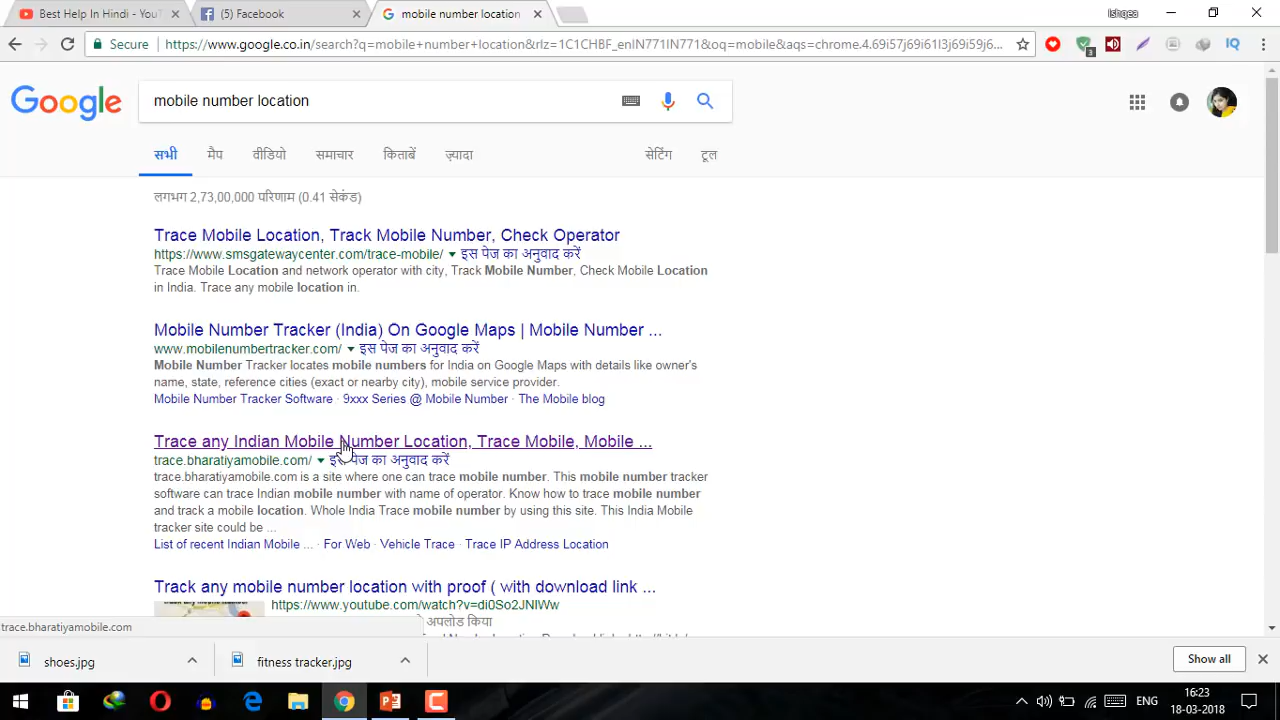 Best Help In Hindi - You
(5) Facebook
mobile number location
Ishqea
Secure
https://www.google.co.in/search?q=mobile+number+location&rlz=1C1CHBF_enIN771IN771&oq=mobile&aqs=chrome.4.69i57j69i61l3j69i59j6...
3
IQ
Google
mobile number location
सभी
मैप
वीडियो
समाचार
किताबें
ज़्यादा
सेटिंग
टूल
लगभग 2,73,00,000 परिणाम (0.41 सेकंड)
Trace Mobile Location, Track Mobile Number, Check Operator
https://www.smsgatewaycenter.com/trace-mobile/ ▼ इस पेज का अनुवाद करें
Trace Mobile Location and network operator with city, Track Mobile Number, Check Mobile Location
in India. Trace any mobile location in.
Mobile Number Tracker (India) On Google Maps | Mobile Number ...
www.mobilenumbertracker.com/ ▼ इस पेज का अनुवाद करें
Mobile Number Tracker locates mobile numbers for India on Google Maps with details like owner's
name, state, reference cities (exact or nearby city), mobile service provider.
Mobile Number Tracker Software · 9xxx Series @ Mobile Number · The Mobile blog
Trace any Indian Mobile Number Location, Trace Mobile, Mobile ...
trace.bharatiyamobile.com/ ▼ इस पेज का अनुवाद करें
trace.bharatiyamobile.com is a site where one can trace mobile number. This mobile number tracker
software can trace Indian mobile number with name of operator. Know how to trace mobile number
and track a mobile location. Whole India Trace mobile number by using this site. This India Mobile
tracker site could be ...
List of recent Indian Mobile ... · For Web · Vehicle Trace · Trace IP Address Location
Track any mobile number location with proof ( with download link ...
https://www.youtube.com/watch?v=di0So2JNIWw
अपलोड किया
trace.bharatiyamobile.com
shoes.jpg
fitness tracker.jpg
Show all
ENG
16:23
18-03-2018